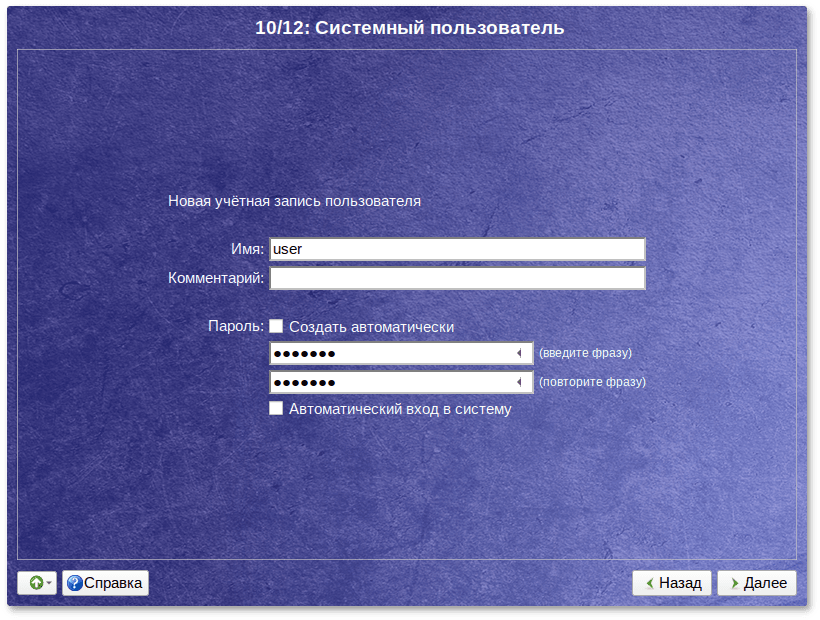 10/12: Системный пользователь
Новая учётная запись пользователя
Имя: user
Комментарий:
Пароль: Создать автоматически
●●●●●●● (введите фразу)
●●●●●●● (повторите фразу)
Автоматический вход в систему
Справка Назад Далее